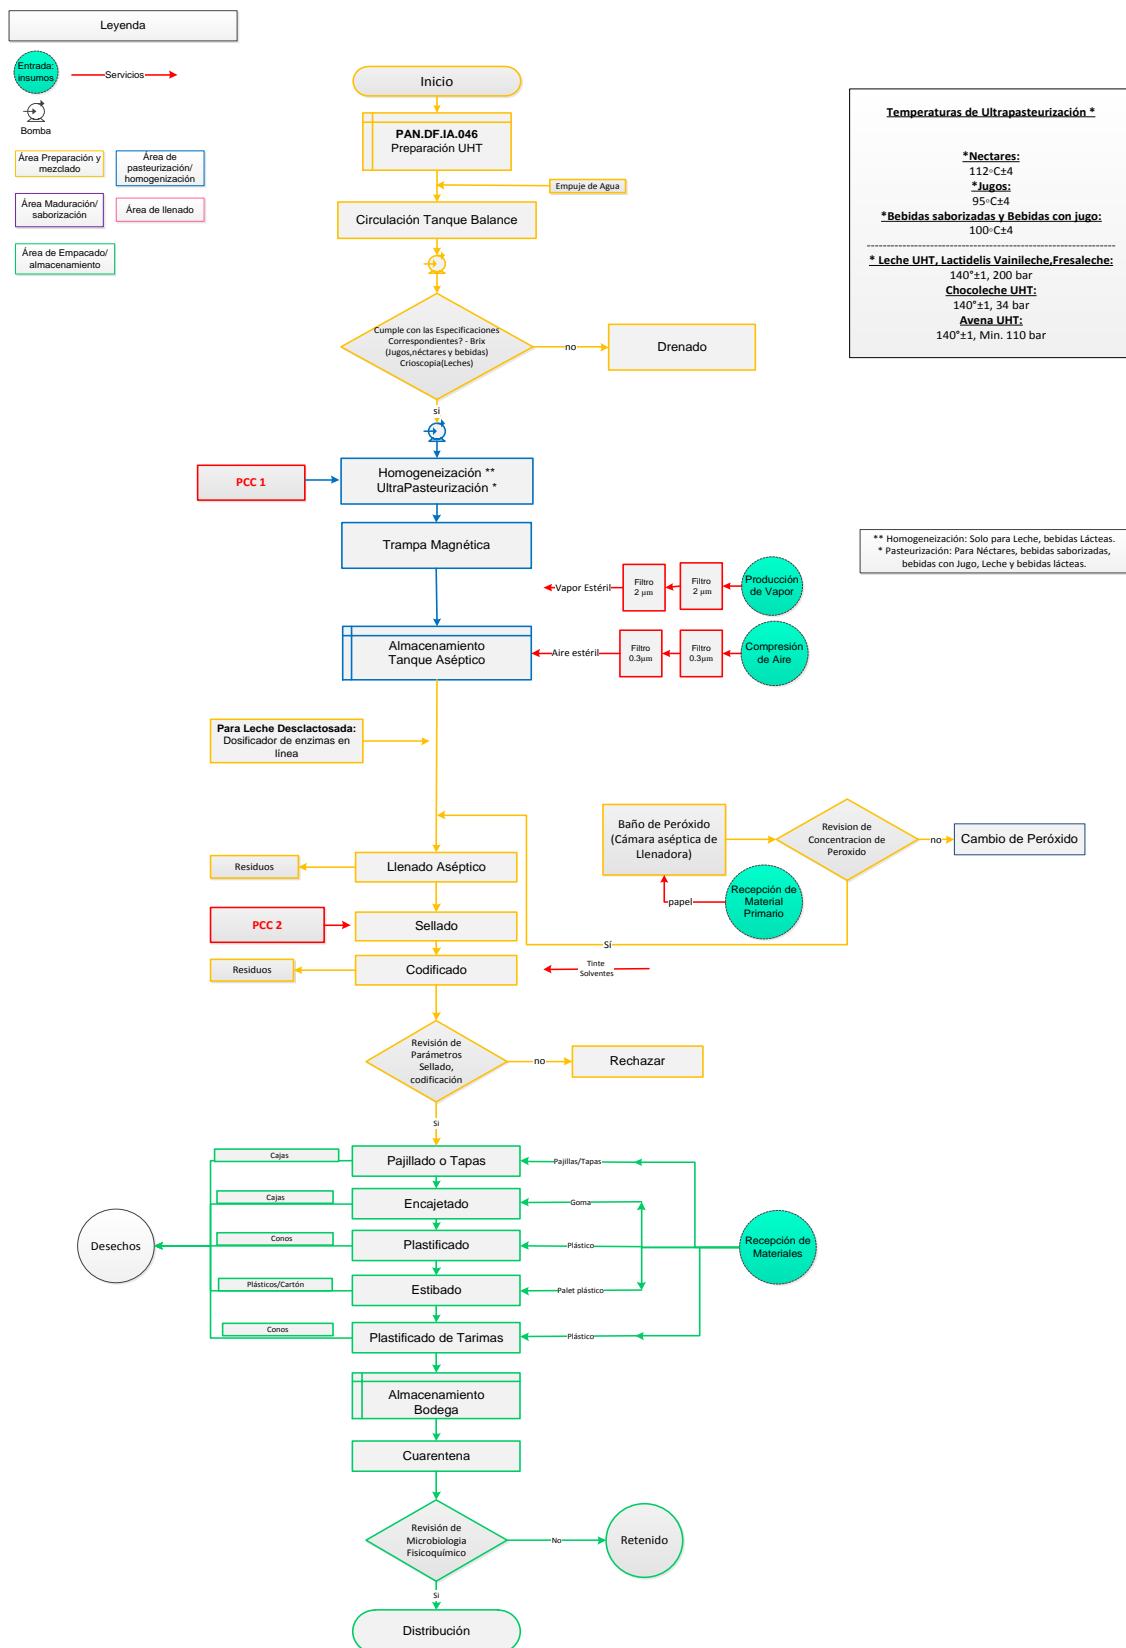 Leyenda
Entrada:
insumos
Servicios
Bomba
Área Preparación y
mezclado
Área de
pasteurización/
homogenización
Área Maduración/
saborización
Área de llenado
Área de Empacado/
almacenamiento
Inicio
PAN.DF.IA.046
Preparación UHT
Empuje de Agua
Circulación Tanque Balance
Cumple con las Especificaciones
Correspondientes? - Brix
(Jugos,néctares y bebidas)
Crioscopia(Leches)
no
Drenado
si
Temperaturas de Ultrapasteurización *
*Nectares:
112◦C±4
*Jugos:
95◦C±4
*Bebidas saborizadas y Bebidas con jugo:
100◦C±4
* Leche UHT, Lactidelis Vainileche,Fresaleche:
140°±1, 200 bar
Chocoleche UHT:
140°±1, 34 bar
Avena UHT:
140°±1, Min. 110 bar
PCC 1
Homogeneización **
UltraPasteurización *
Trampa Magnética
** Homogeneización: Solo para Leche, bebidas Lácteas.
* Pasteurización: Para Néctares, bebidas saborizadas,
bebidas con Jugo, Leche y bebidas lácteas.
Vapor Estéril
Filtro
2 µm
Filtro
2 µm
Producción
de Vapor
Almacenamiento
Tanque Aséptico
Aire estéril
Filtro
0.3µm
Filtro
0.3µm
Compresión
de Aire
Para Leche Desclactosada:
Dosificador de enzimas en
línea
Baño de Peróxido
(Cámara aséptica de
Llenadora)
Revision de
Concentracion de
Peroxido
no
Cambio de Peróxido
papel
Recepción de
Material
Primario
Sí
Residuos
Llenado Aséptico
PCC 2
Sellado
Residuos
Codificado
Tinte
Solventes
Revisión de
Parámetros
Sellado,
codificación
no
Rechazar
Si
Cajas
Pajillado o Tapas
Pajillas/Tapas
Cajas
Encajetado
Goma
Desechos
Conos
Plastificado
Plástico
Recepción de
Materiales
Plásticos/Cartón
Estibado
Palet plástico
Conos
Plastificado de Tarimas
Plástico
Almacenamiento
Bodega
Cuarentena
Revisión de
Microbiologia
Fisicoquímico
No
Retenido
Si
Distribución